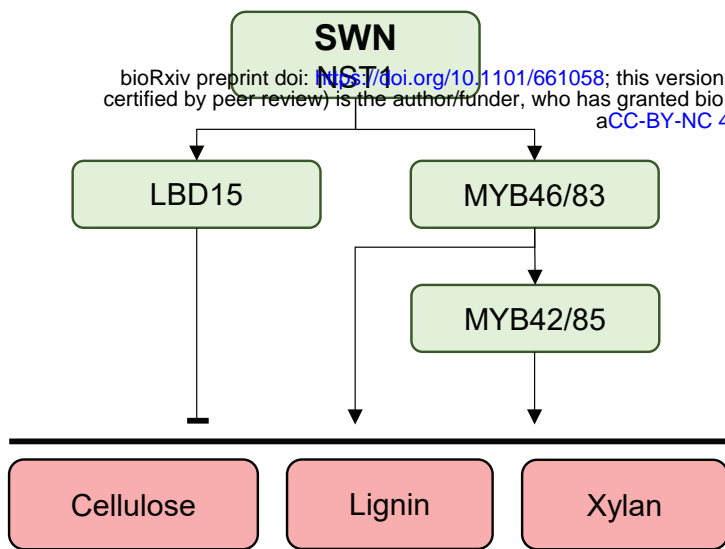 SWN
NST1
bioRxiv preprint doi: https://doi.org/10.1101/661058; this version
certified by peer review) is the author/funder, who has granted bio
aCC-BY-NC 4
LBD15
MYB46/83
MYB42/85
Cellulose
Lignin
Xylan